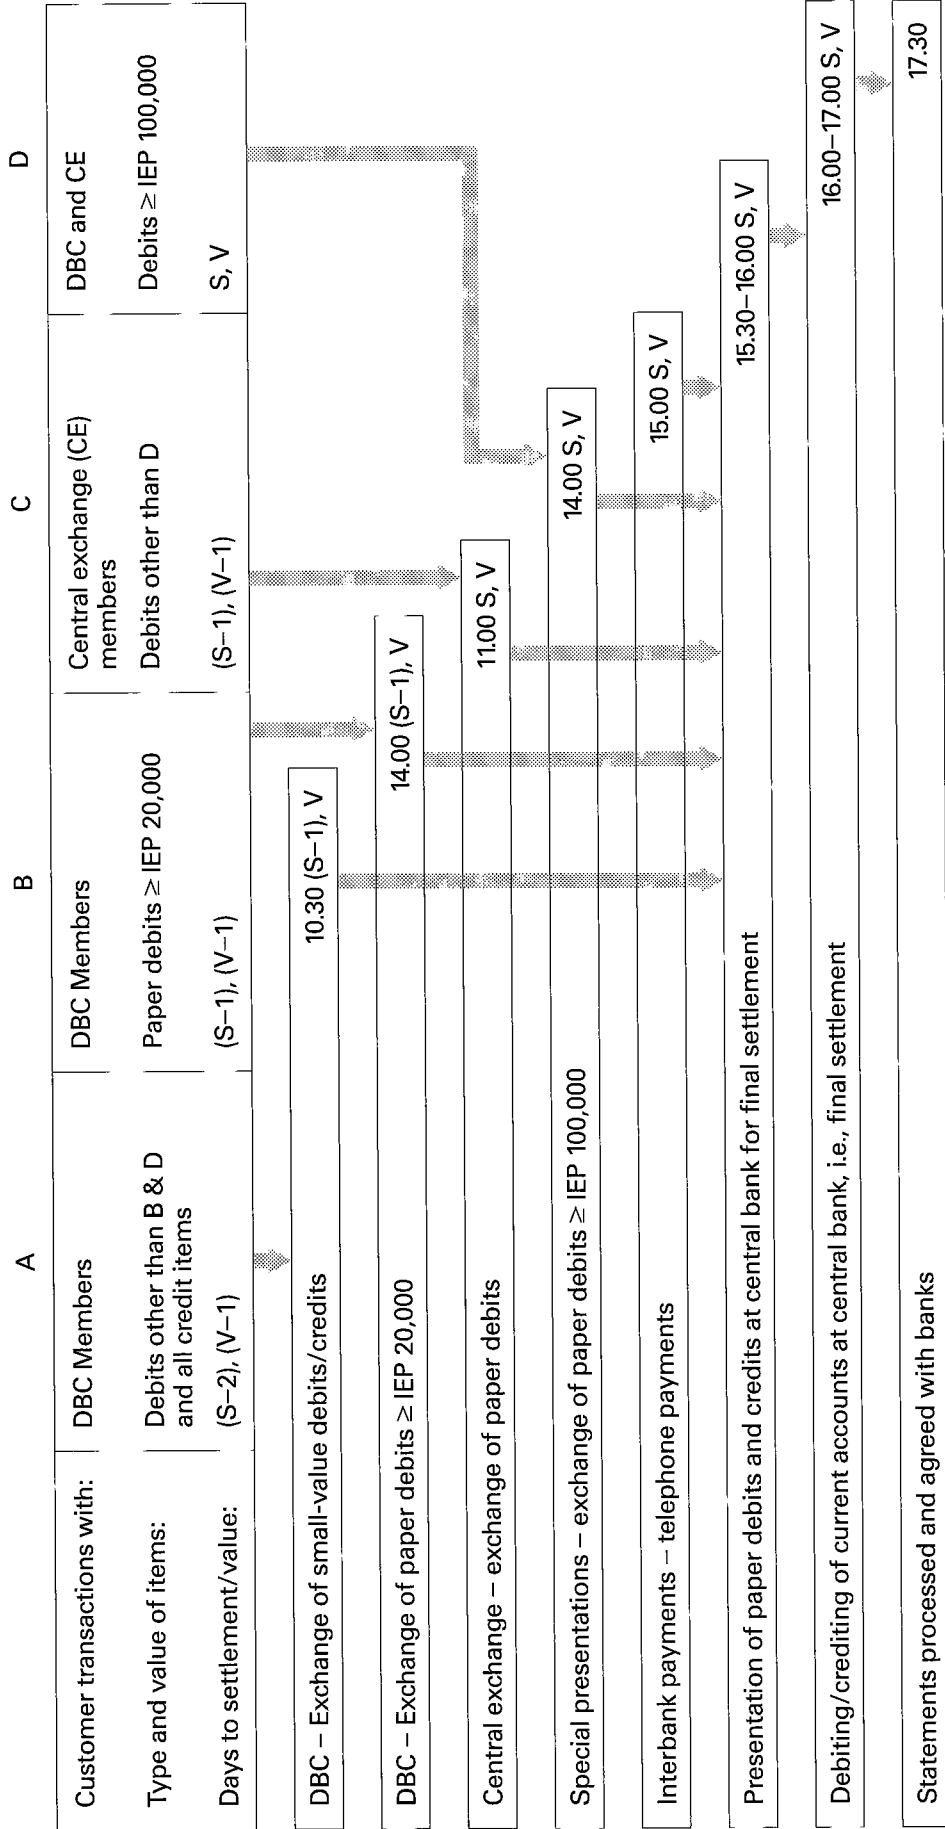 A
B
C
D
Customer transactions with:
DBC Members
DBC Members
Central exchange (CE)
members
DBC and CE
Type and value of items:
Debits other than B & D
and all credit items
Paper debits ≥ IEP 20,000
Debits other than D
Debits ≥ IEP 100,000
Days to settlement/value:
(S–2), (V–1)
(S–1), (V–1)
(S–1), (V–1)
S, V
DBC – Exchange of small-value debits/credits
10.30 (S–1), V
DBC – Exchange of paper debits ≥ IEP 20,000
14.00 (S–1), V
Central exchange – exchange of paper debits
11.00 S, V
Special presentations – exchange of paper debits ≥ IEP 100,000
14.00 S, V
Interbank payments – telephone payments
15.00 S, V
Presentation of paper debits and credits at central bank for final settlement
15.30–16.00 S, V
Debiting/crediting of current accounts at central bank, i.e., final settlement
16.00–17.00 S, V
Statements processed and agreed with banks
17.30